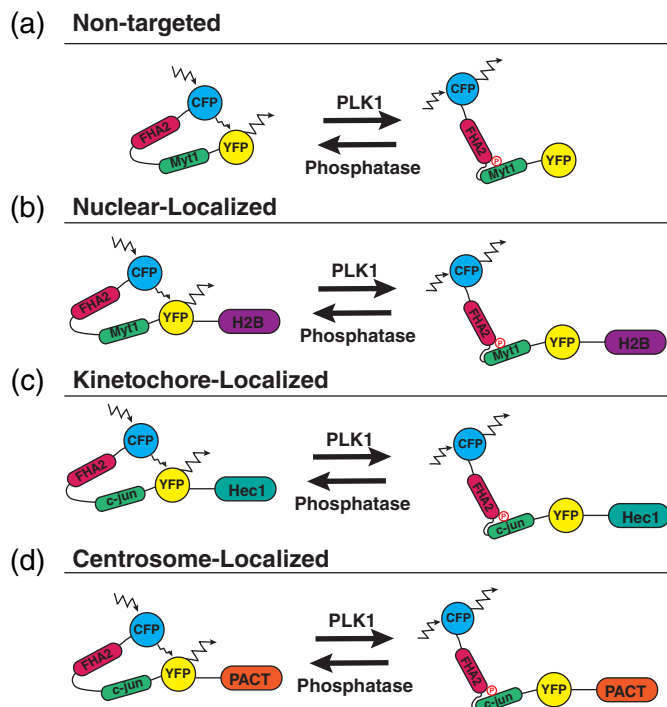 (a) Non-targeted
CFP
FHA2
YFP
Myt1
PLK1
Phosphatase
CFP
FHA2
P
Myt1
YFP
(b) Nuclear-Localized
CFP
FHA2
YFP
Myt1
H2B
PLK1
Phosphatase
CFP
FHA2
P
Myt1
YFP
H2B
(c) Kinetochore-Localized
CFP
FHA2
YFP
c-jun
Hec1
PLK1
Phosphatase
CFP
FHA2
P
c-jun
YFP
Hec1
(d) Centrosome-Localized
CFP
FHA2
YFP
c-jun
PACT
PLK1
Phosphatase
CFP
FHA2
P
c-jun
YFP
PACT